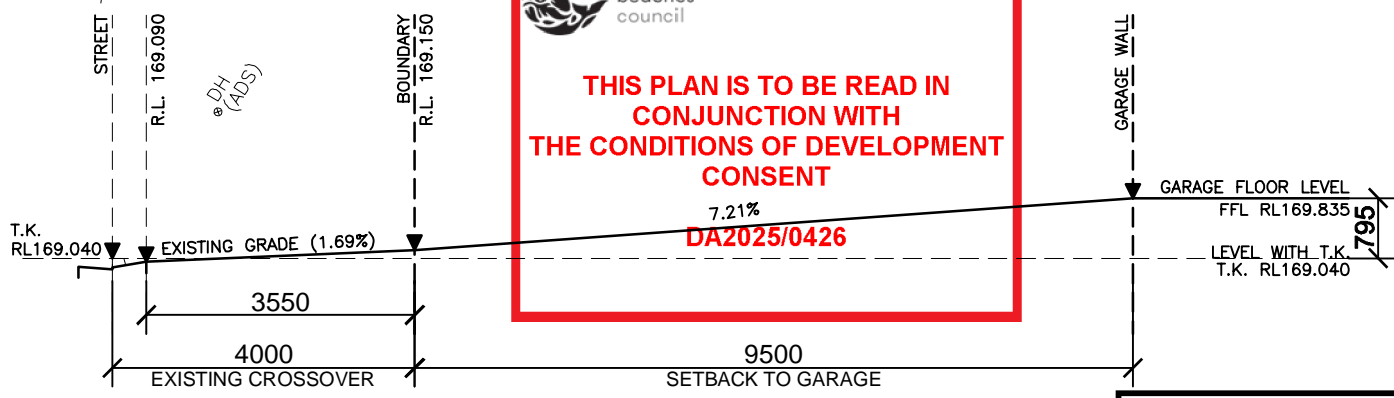 council
STREET
R.L. 169.090
DH
(ADS)
BOUNDARY
R.L. 169.150
THIS PLAN IS TO BE READ IN
CONJUNCTION WITH
THE CONDITIONS OF DEVELOPMENT
CONSENT
DA2025/0426
GARAGE WALL
T.K.
RL169.040
EXISTING GRADE (1.69%)
7.21%
GARAGE FLOOR LEVEL
FFL RL169.835
795
LEVEL WITH T.K.
T.K. RL169.040
3550
4000
EXISTING CROSSOVER
9500
SETBACK TO GARAGE